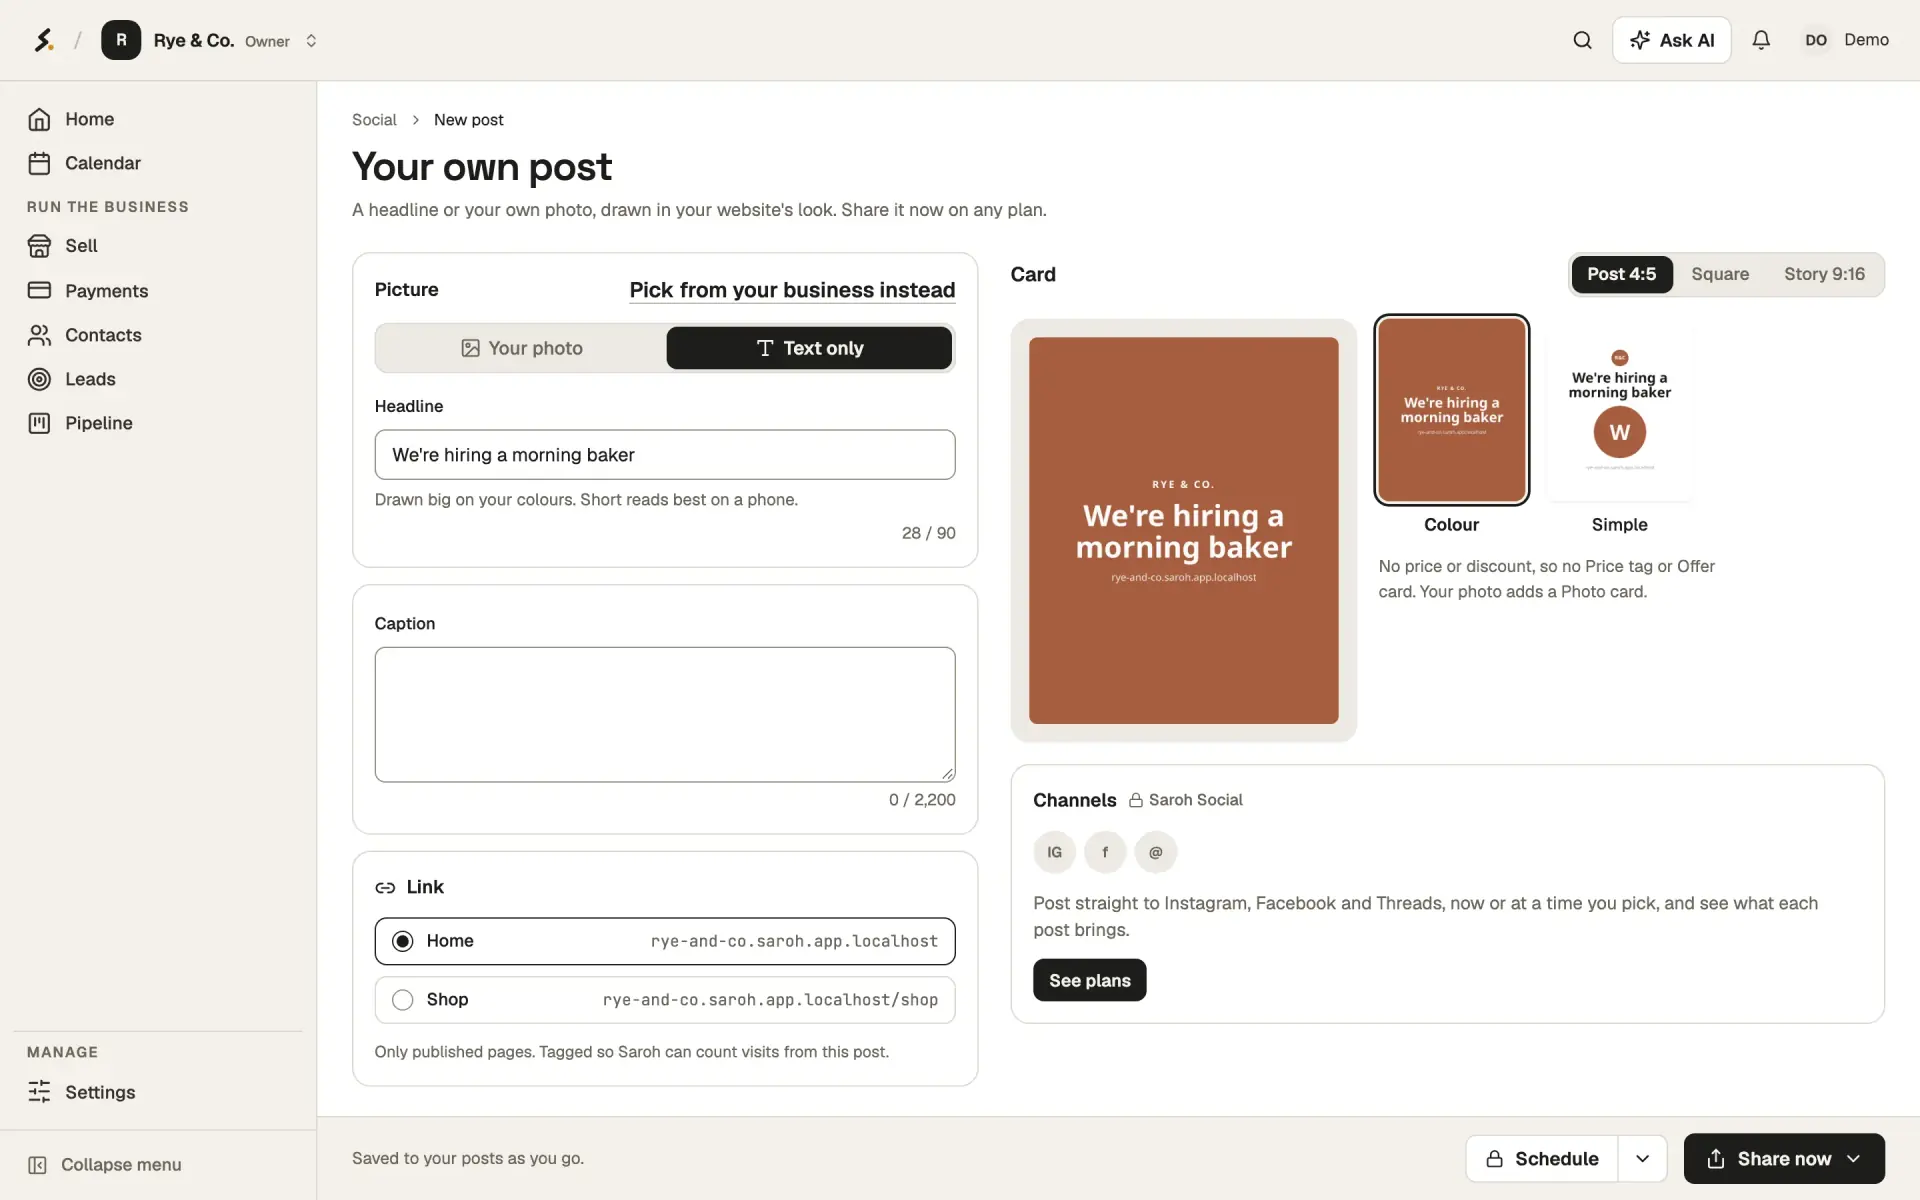 R
Rye & Co. Owner
Ask AI
DO
Demo
Home
Calendar
RUN THE BUSINESS
Sell
Payments
Contacts
Leads
Pipeline
MANAGE
Settings
Collapse menu
Social > New post
Your own post
A headline or your own photo, drawn in your website's look. Share it now on any plan.
Picture
Pick from your business instead
Your photo
Text only
Headline
We're hiring a morning baker
Drawn big on your colours. Short reads best on a phone.
28 / 90
Caption
0 / 2,200
Link
Home
rye-and-co.saroh.app.localhost
Shop
rye-and-co.saroh.app.localhost/shop
Only published pages. Tagged so Saroh can count visits from this post.
Card
Post 4:5
Square
Story 9:16
RYE & CO.
We're hiring a
morning baker
rye-and-co.saroh.app.localhost
RYE & CO.
We're hiring a
morning baker
rye-and-co.saroh.app.localhost
Colour
We're hiring a
morning baker
W
Simple
No price or discount, so no Price tag or Offer
card. Your photo adds a Photo card.
Channels
Saroh Social
IG
f
@
Post straight to Instagram, Facebook and Threads, now or at a time you pick, and see what each
post brings.
See plans
Saved to your posts as you go.
Schedule
Share now